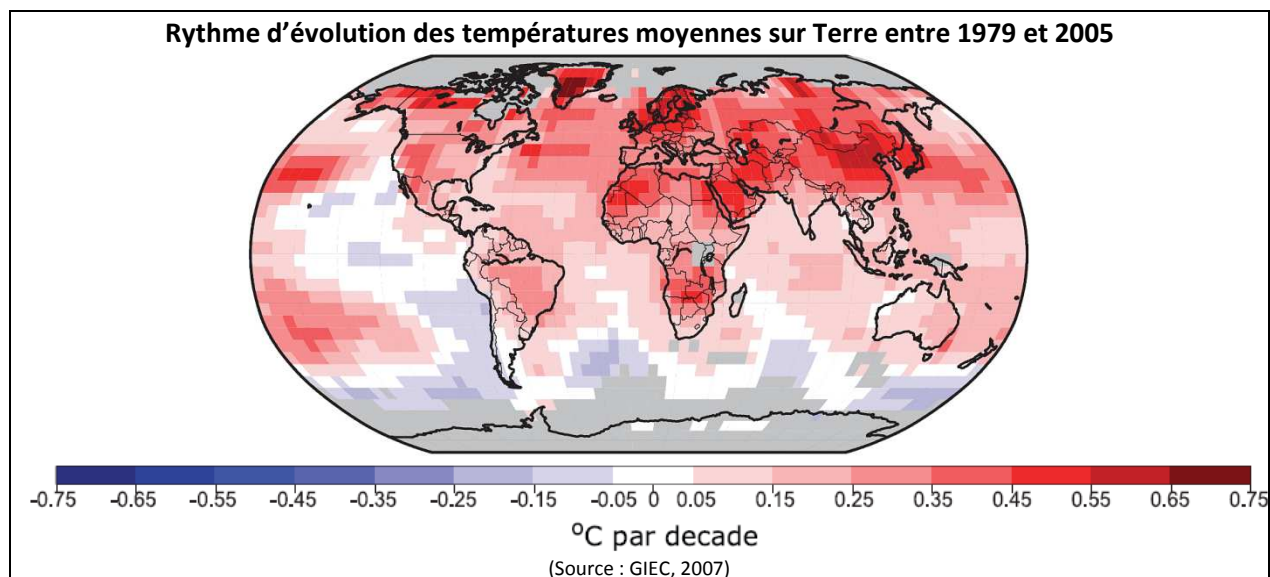 Rythme d’évolution des températures moyennes sur Terre entre 1979 et 2005
-0.75 -0.65 -0.55 -0.45 -0.35 -0.25 -0.15 -0.05 0 0.05 0.15 0.25 0.35 0.45 0.55 0.65 0.75
°C par decade
(Source : GIEC, 2007)